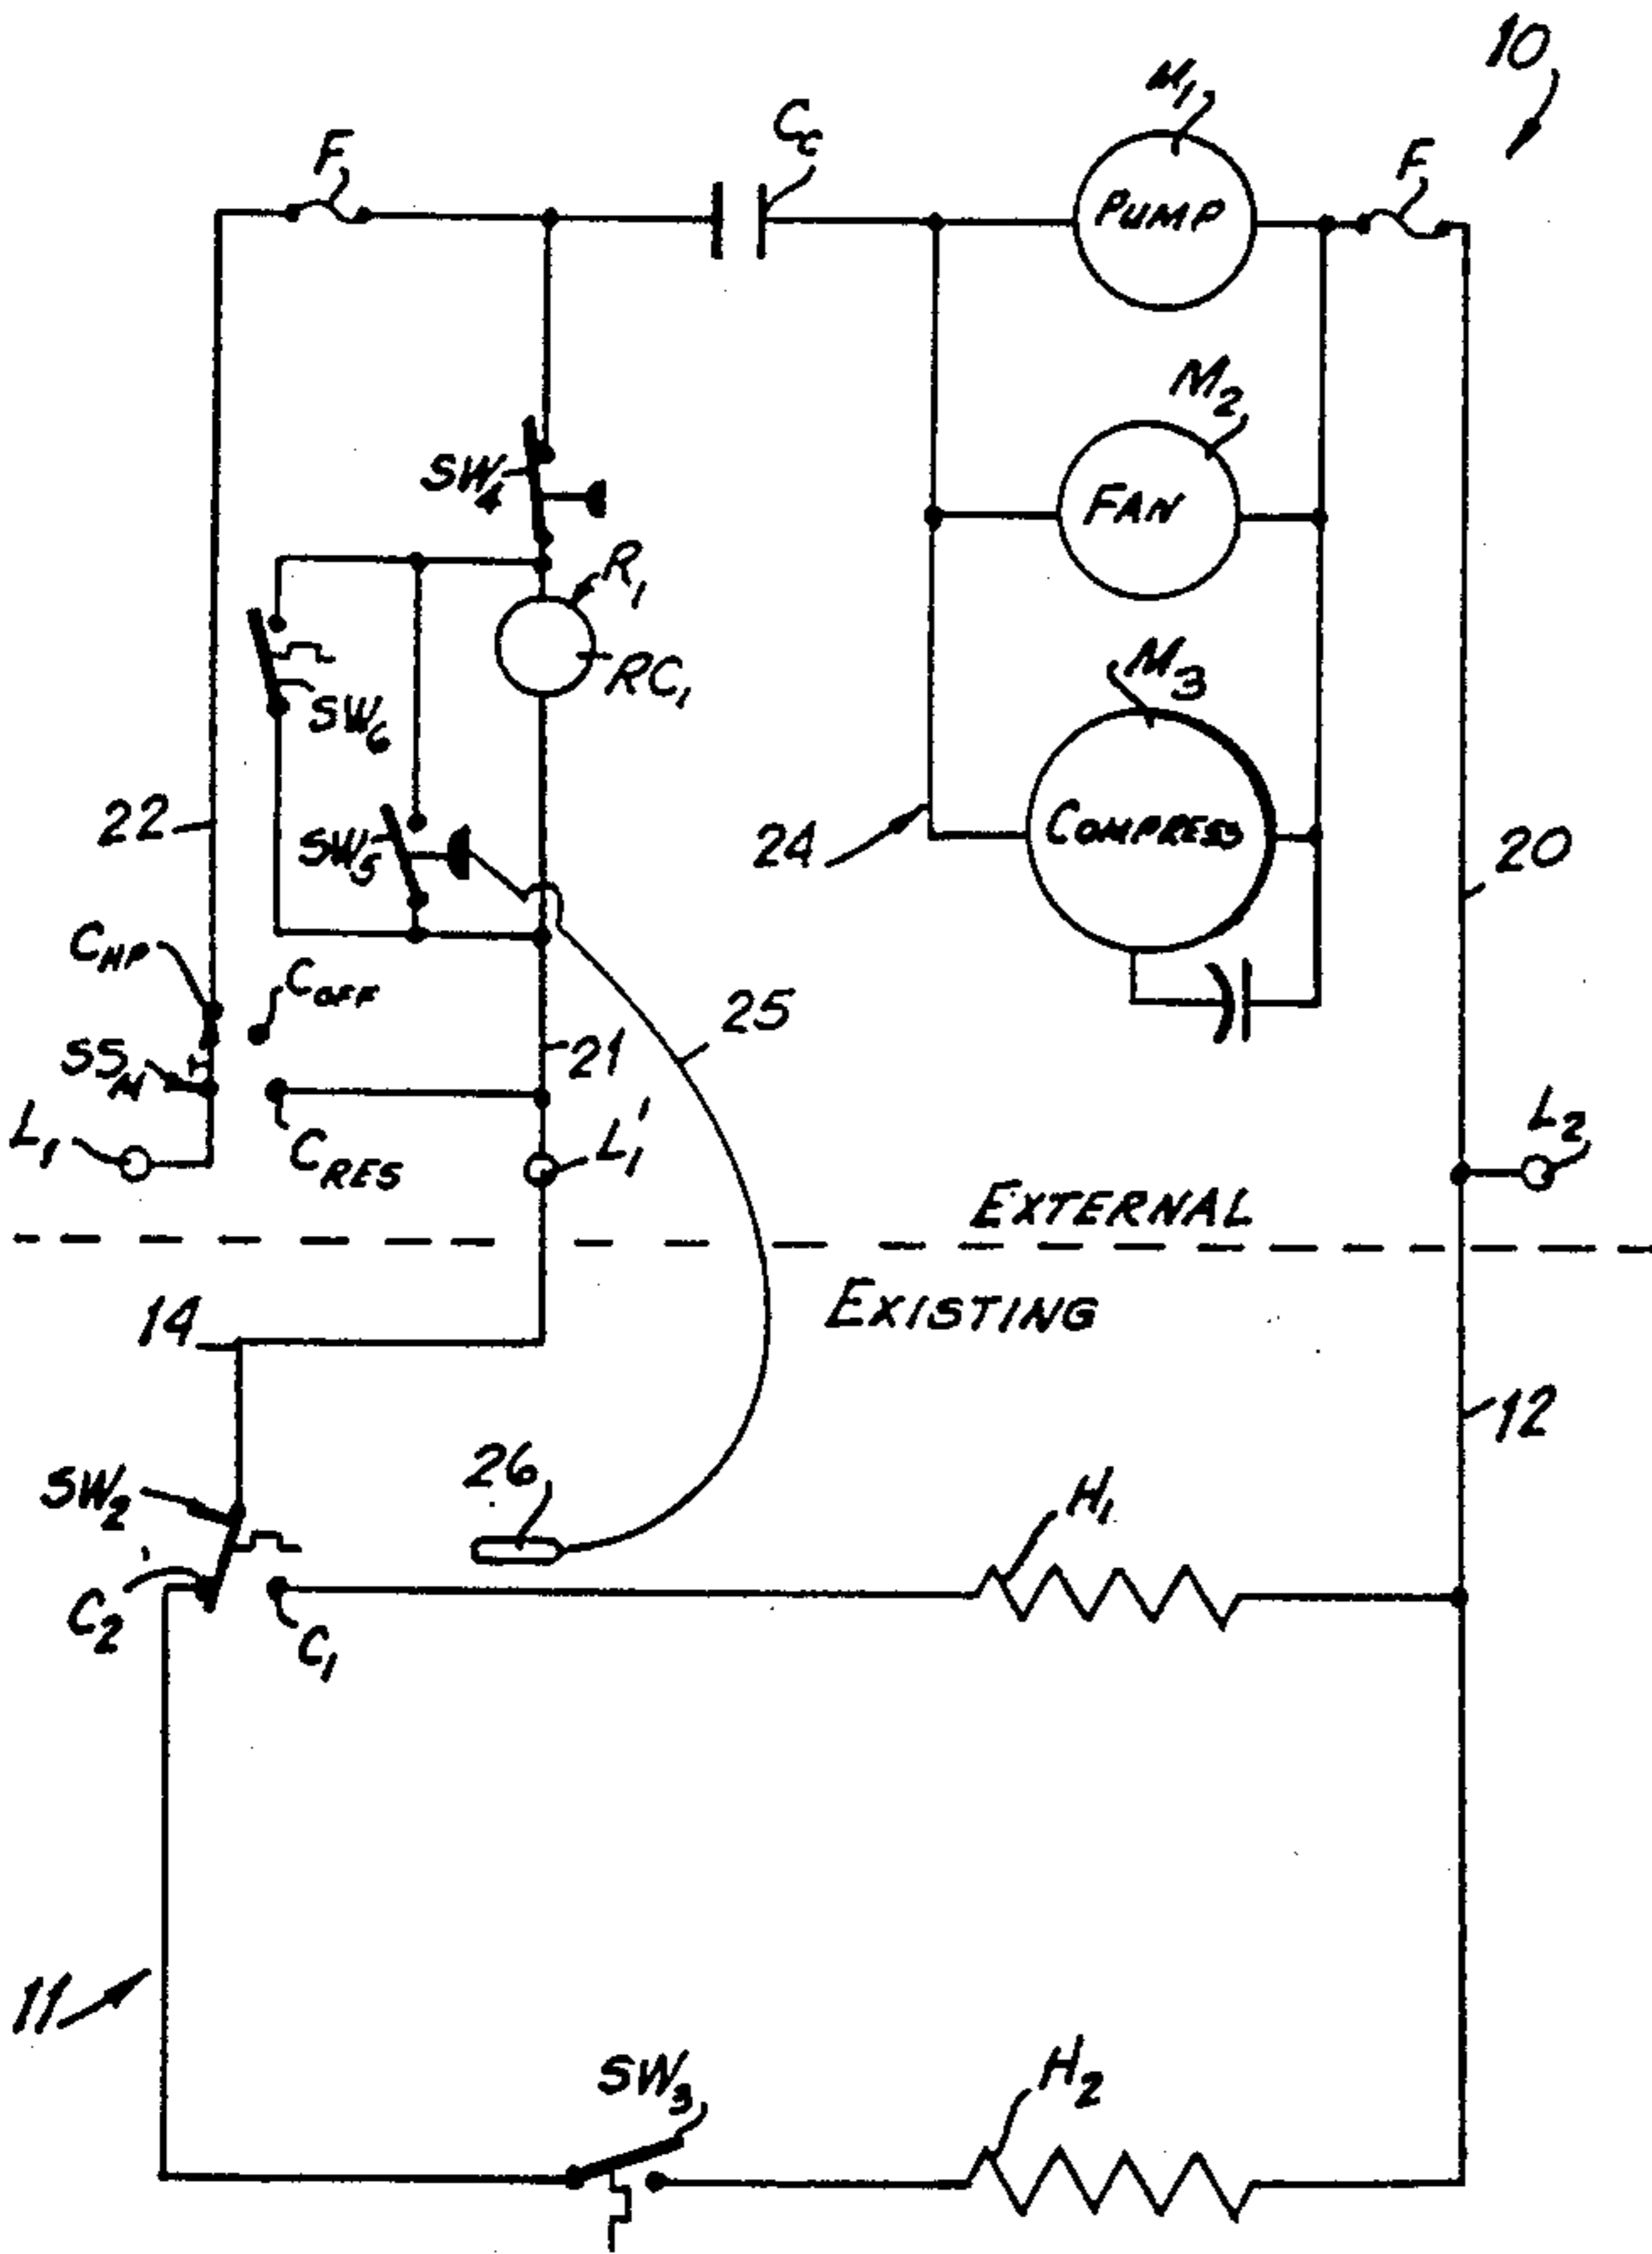 10
M1
Cc
F
F
PUMP
M2
SW4
FAN
R1
RC1
M3
SW6
22
SW5
24
COMPRESS
20
CHP
COFF
25
SSM
21
L1
CRES
L1'
L2
EXTERNAL
EXISTING
14
12
26
H1
SW2
C2
C1
11
SW3
H2